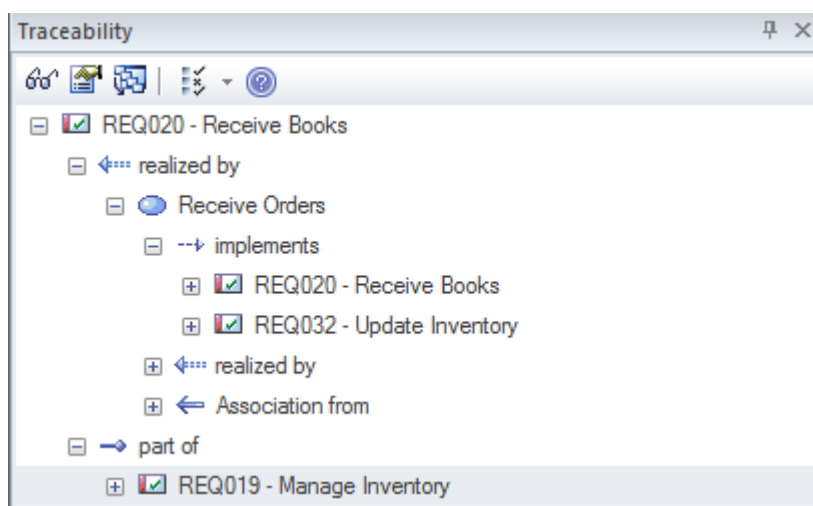 Traceability
REQ020 - Receive Books
realized by
Receive Orders
implements
REQ020 - Receive Books
REQ032 - Update Inventory
realized by
Association from
part of
REQ019 - Manage Inventory